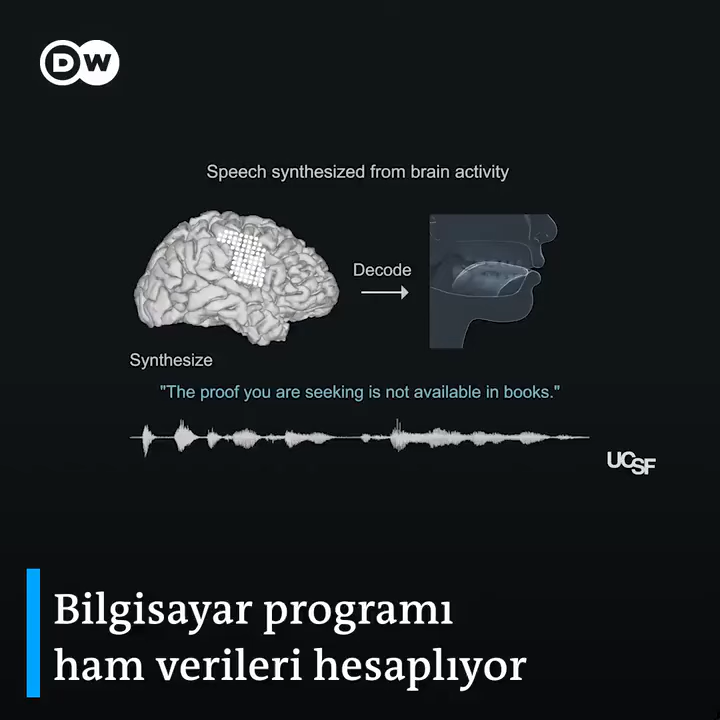 DW
Speech synthesized from brain activity
Decode
Synthesize
"The proof you are seeking is not available in books."
UCSF
Bilgisayar programı
ham verileri hesaplıyor